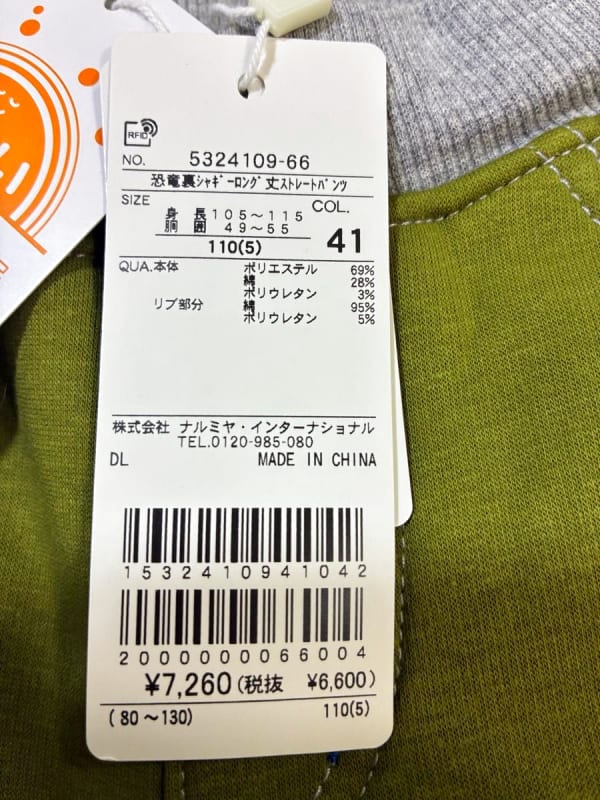 RFID
NO. 5324109-66
恐竜裏ｼｬｷﾞｰﾛﾝｸﾞ丈ｽﾄﾚｰﾄﾊﾟﾝﾂ
SIZE COL.
身 長 105～115
胸 囲 49～55
110(5) 41
QUA.本体 ポリエステル 69%
綿 28%
ポリウレタン 3%
リブ部分 綿 95%
ポリウレタン 5%
株式会社 ナルミヤ・インターナショナル
TEL.0120-985-080
DL MADE IN CHINA
1532410941042
2000000066004
¥7,260(税抜 ¥6,600)
(80～130) 110(5)